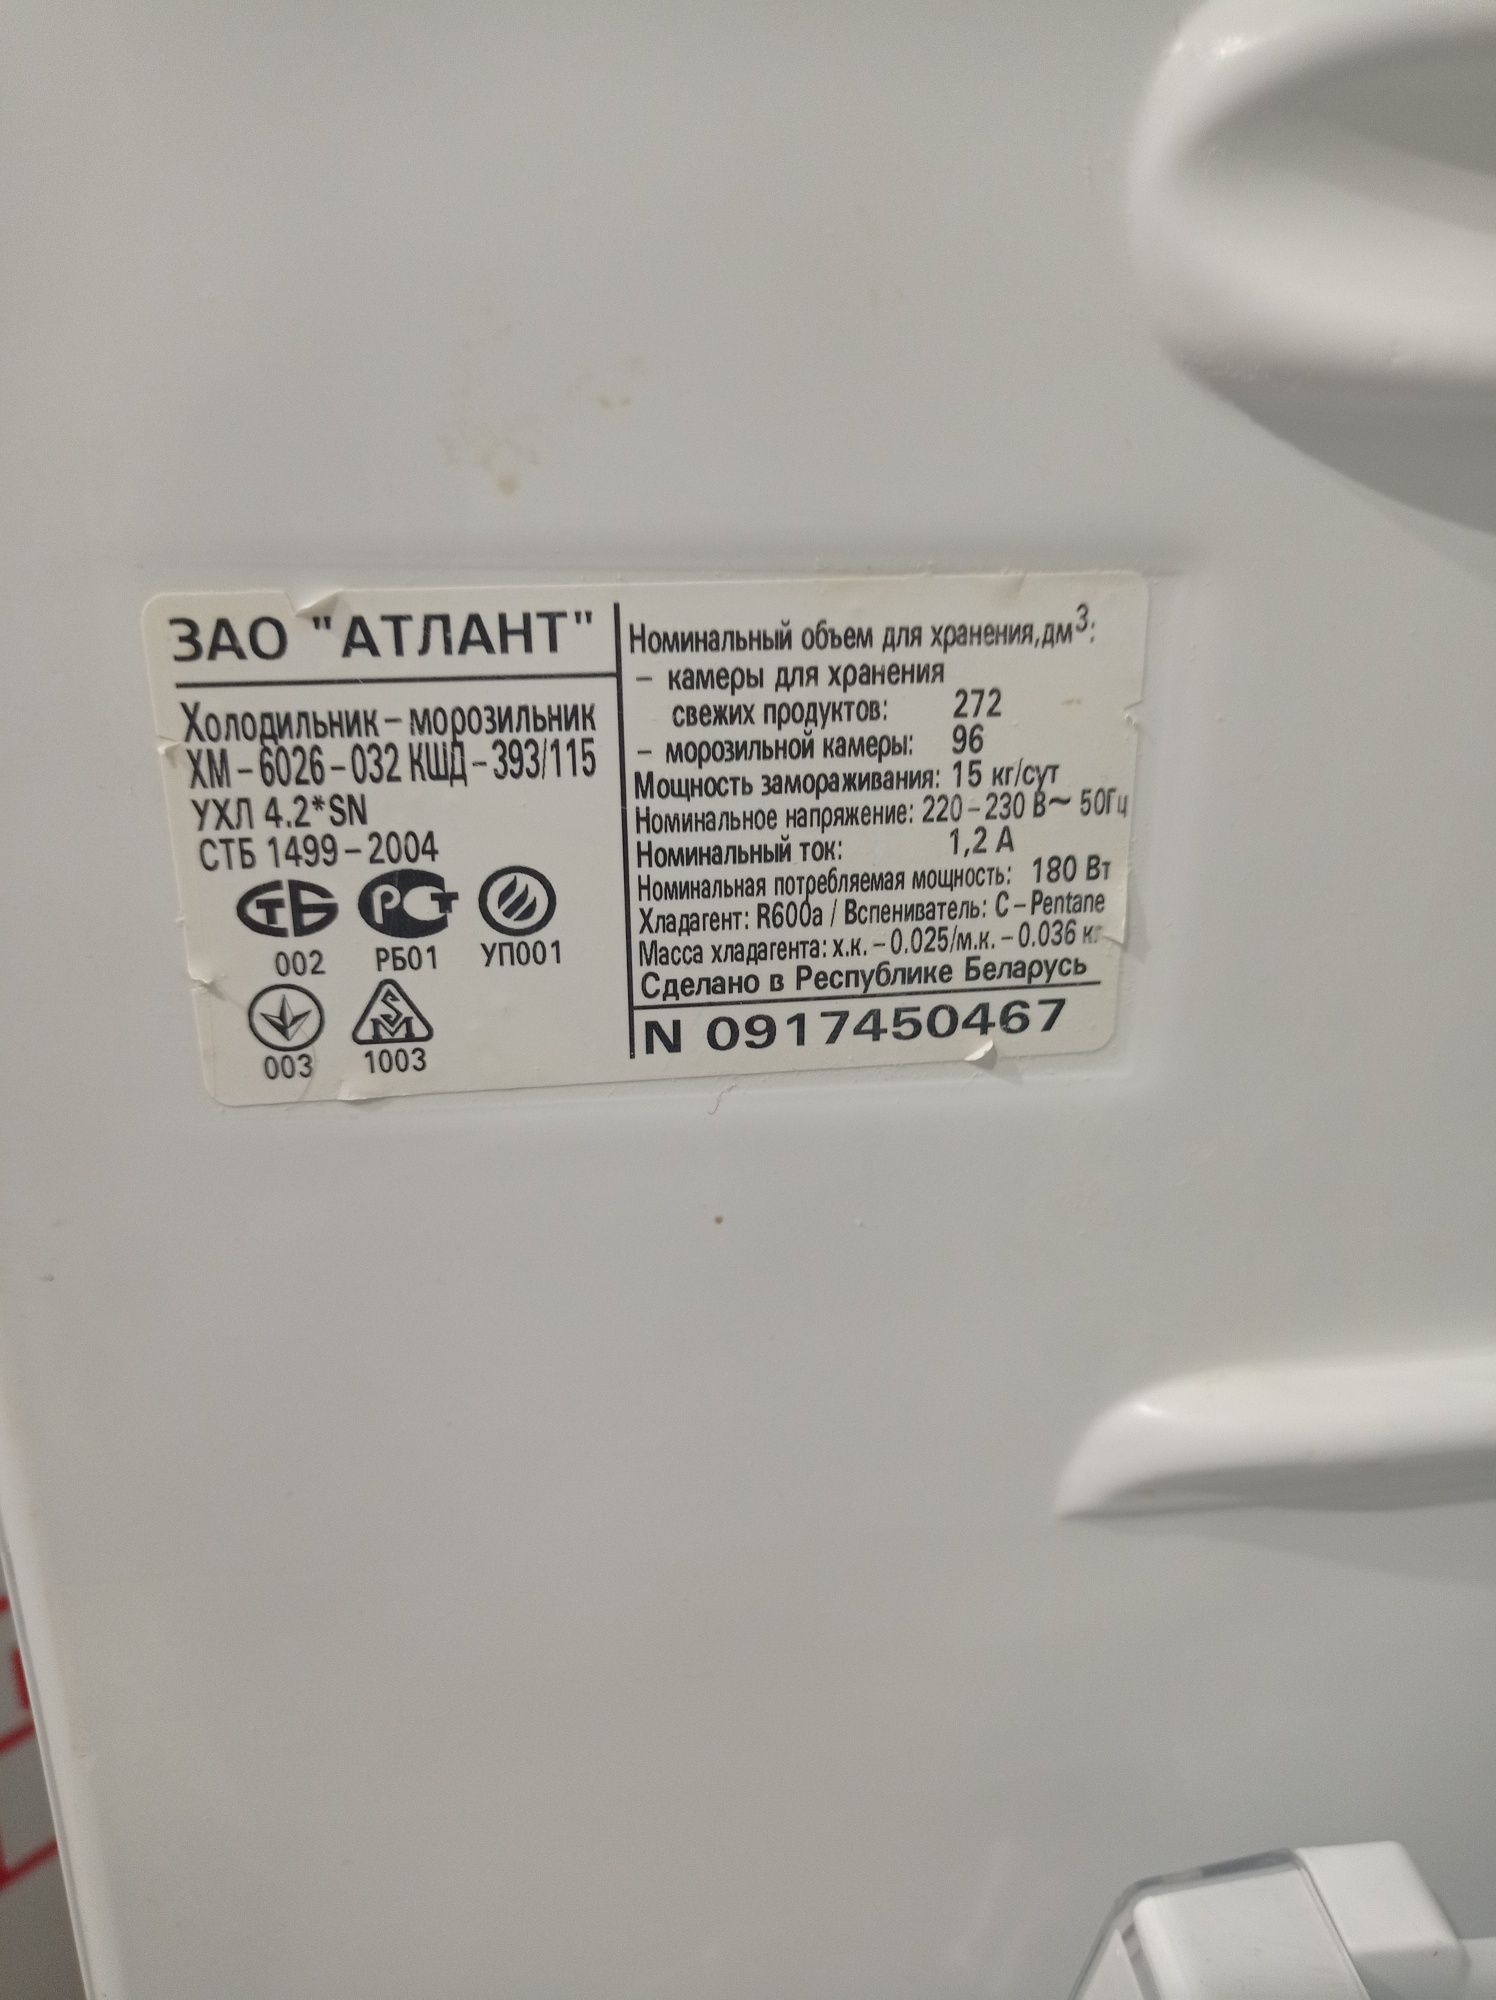 ЗАО "АТЛАНТ"
Холодильник – морозильник
ХМ – 6026 – 032 КШД – 393/115
УХЛ 4.2*SN
СТБ 1499 – 2004
СТБ РСТ
002 РБ01 УП001
003 1003
Номинальный объем для хранения,дм³:
– камеры для хранения
свежих продуктов: 272
– морозильной камеры: 96
Мощность замораживания: 15 кг/сут
Номинальное напряжение: 220 – 230 В~ 50Гц
Номинальный ток: 1,2 А
Номинальная потребляемая мощность: 180 Вт
Хладагент: R600a / Вспениватель: C – Pentane
Масса хладагента: х.к. – 0.025/м.к. – 0.036 кг
Сделано в Республике Беларусь
N 0917450467